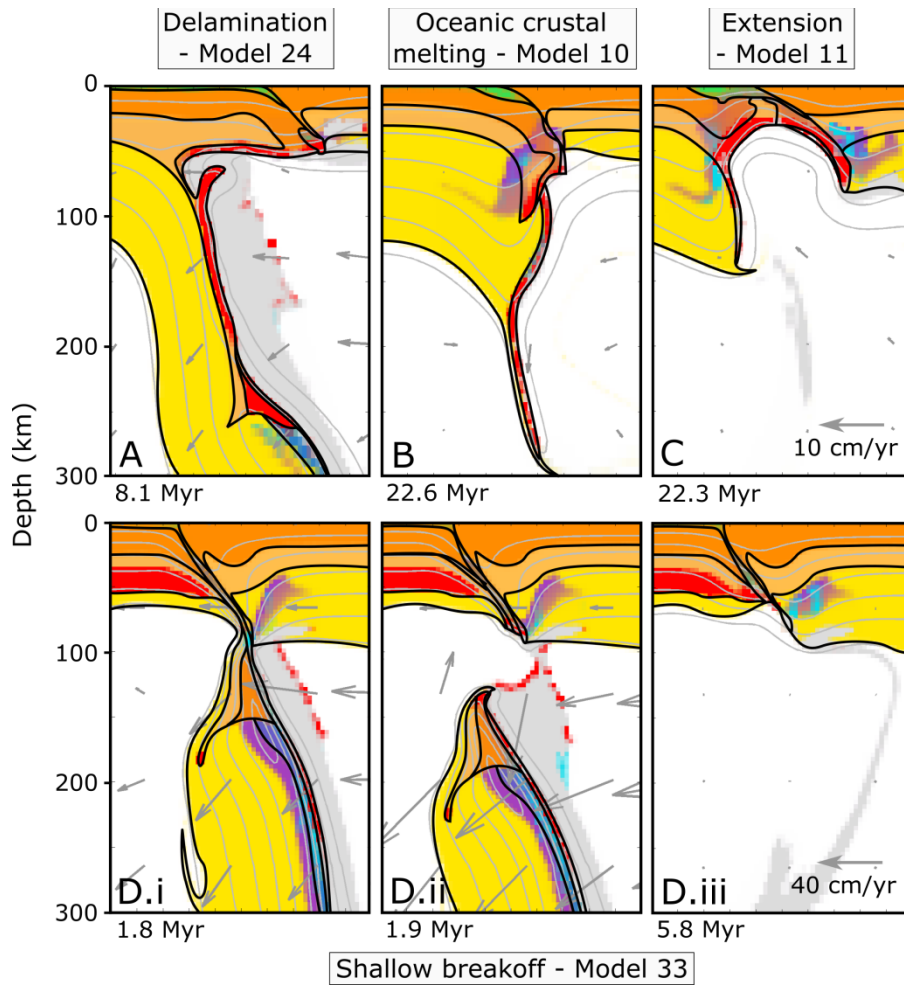 Delamination
- Model 24
Oceanic crustal
melting - Model 10
Extension
- Model 11
Depth (km)
0
100
200
300
A
B
C
10 cm/yr
8.1 Myr
22.6 Myr
22.3 Myr
0
100
200
300
D.i
D.ii
D.iii
40 cm/yr
1.8 Myr
1.9 Myr
5.8 Myr
Shallow breakoff - Model 33